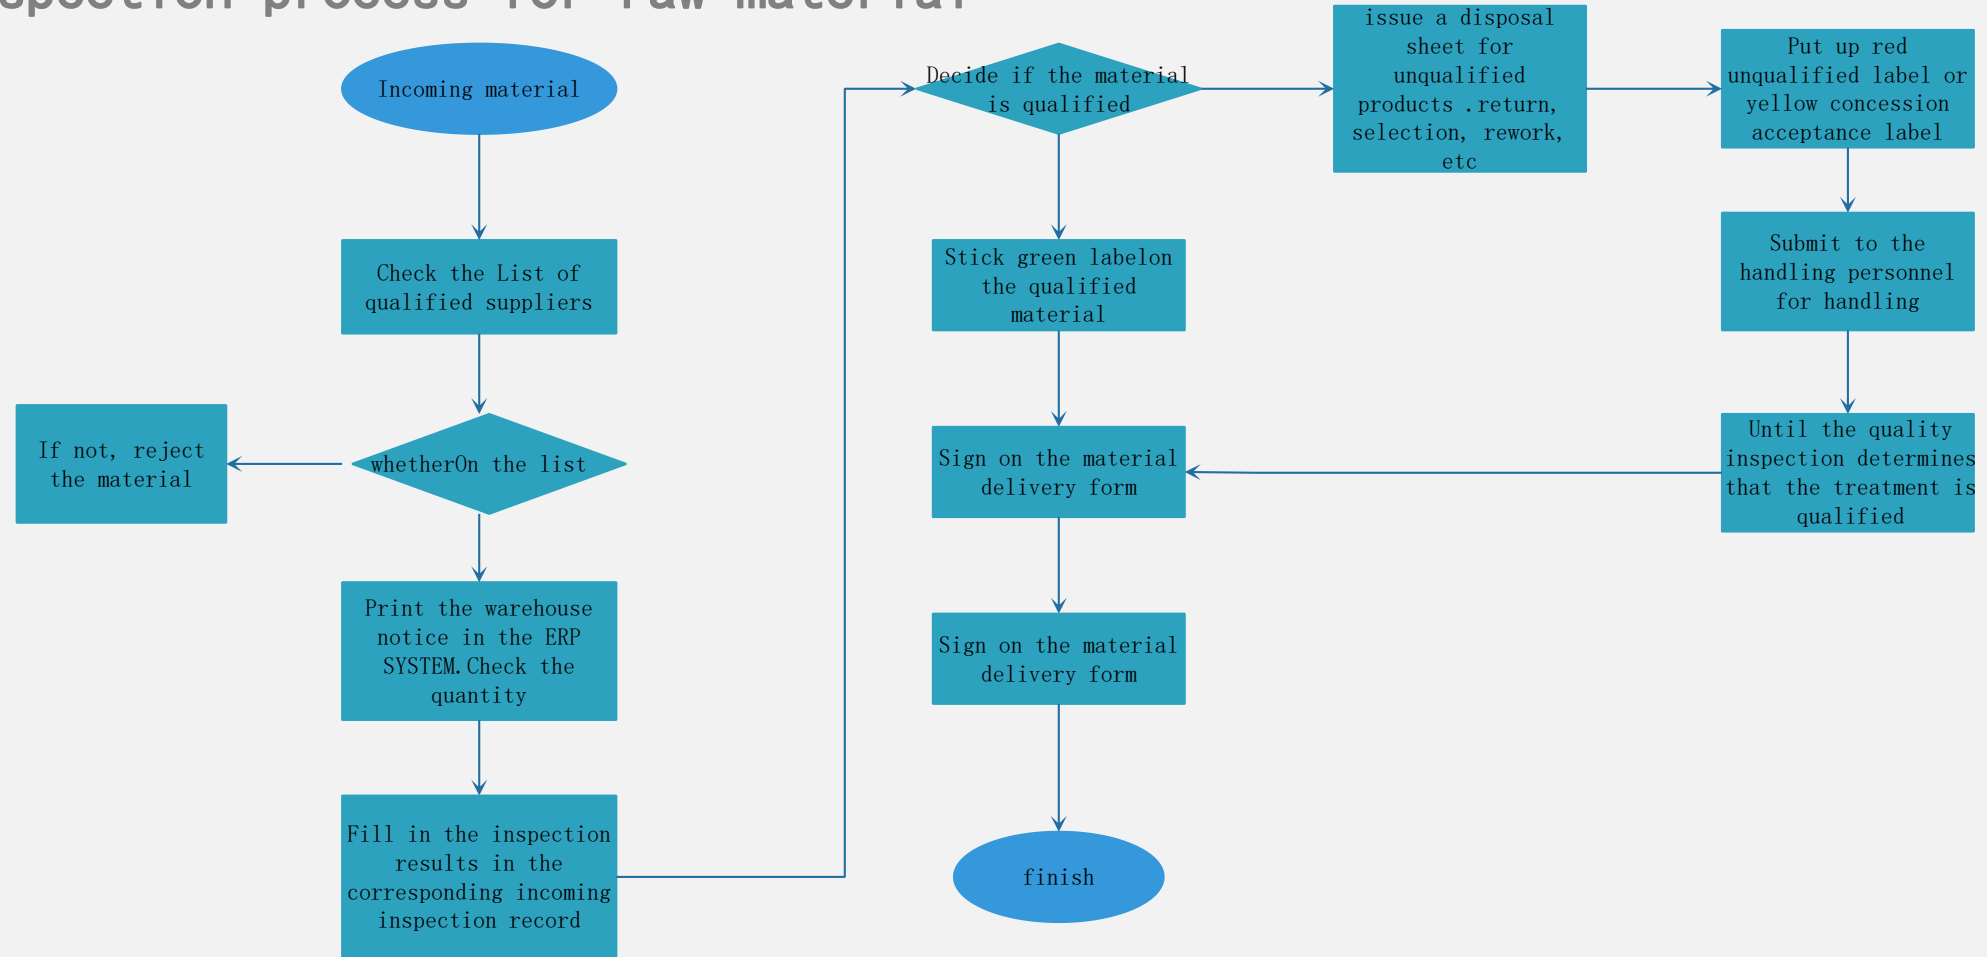 spection process for raw material
Incoming material
Check the List of
qualified suppliers
whetherOn the list
If not, reject
the material
Print the warehouse
notice in the ERP
SYSTEM.Check the
quantity
Fill in the inspection
results in the
corresponding incoming
inspection record
Decide if the material
is qualified
Stick green labelon
the qualified
material
Sign on the material
delivery form
Sign on the material
delivery form
finish
issue a disposal
sheet for
unqualified
products .return,
selection, rework,
etc
Put up red
unqualified label or
yellow concession
acceptance label
Submit to the
handling personnel
for handling
Until the quality
inspection determines
that the treatment is
qualified